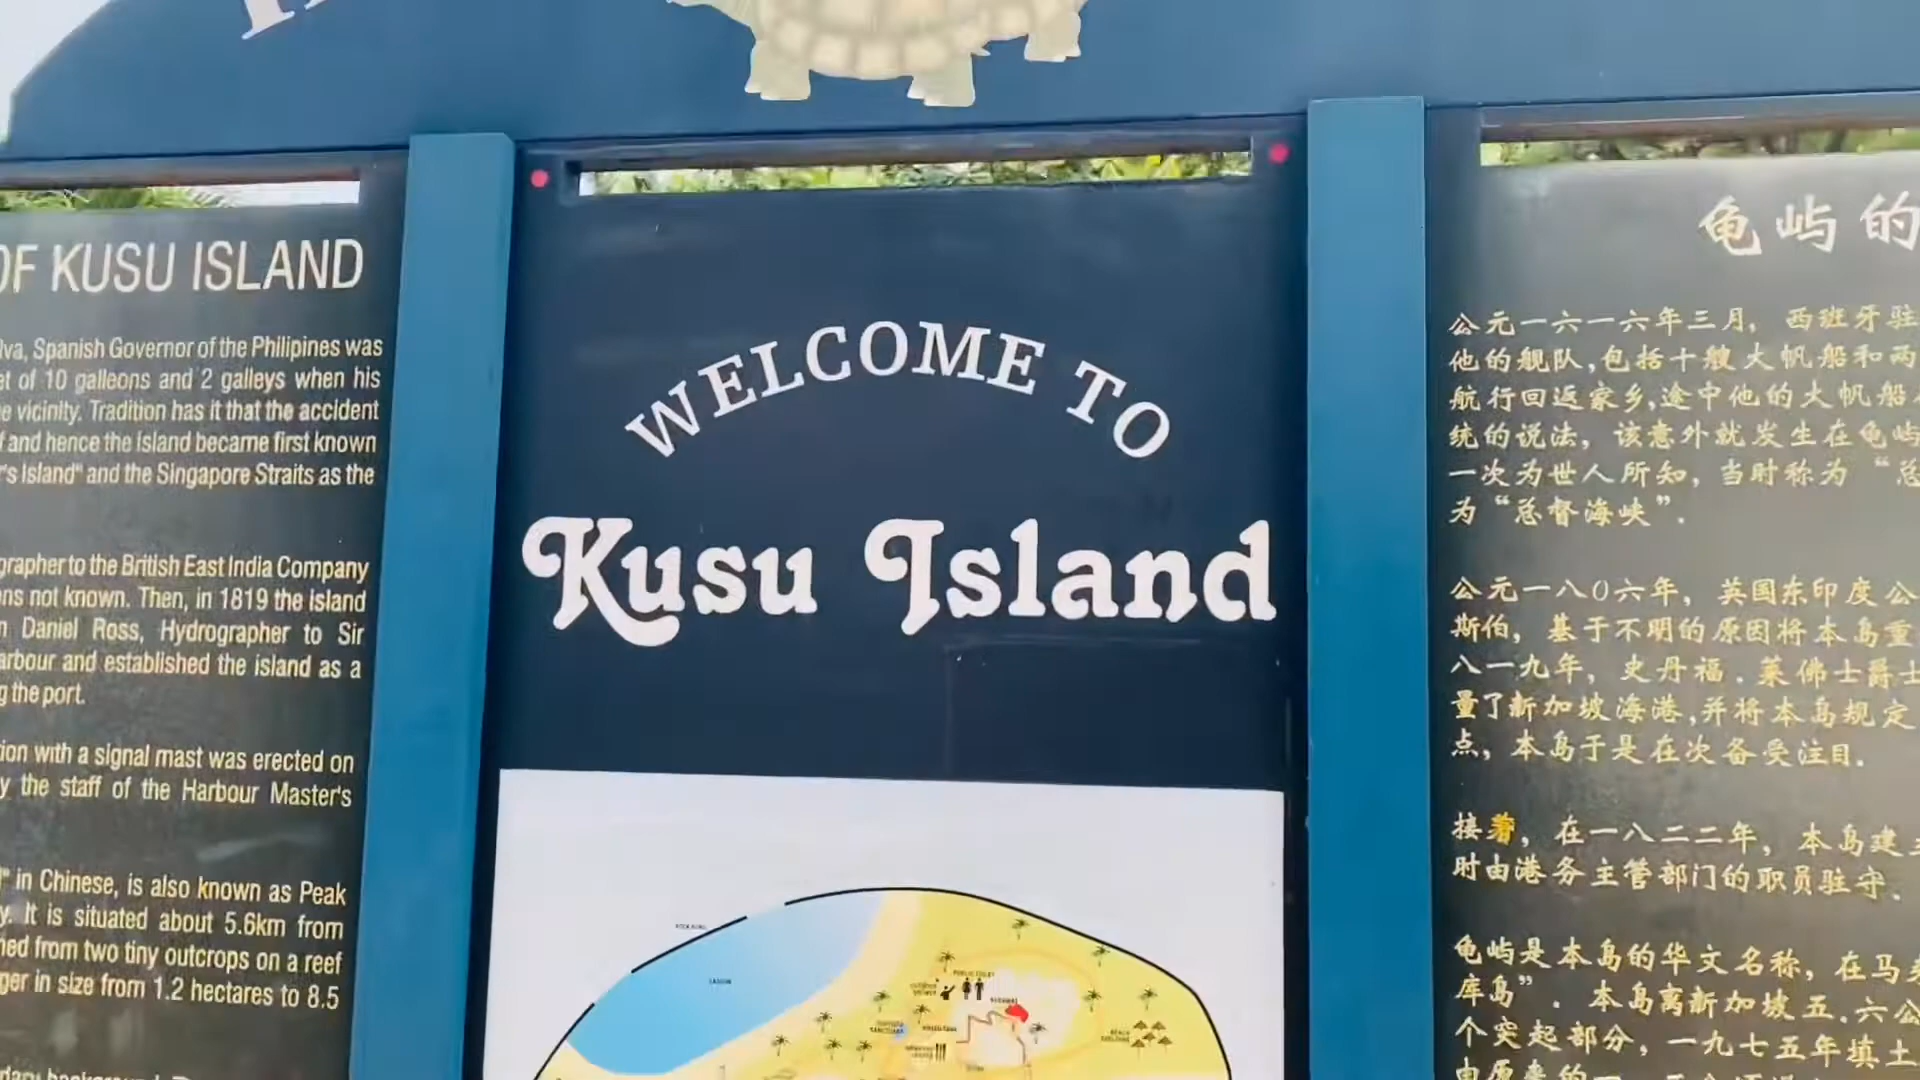 OF KUSU ISLAND
Spanish Governor of the Philipines was
of 10 galleons and 2 galleys when his
vicinity. Tradition has it that the accident
and hence the Island became first known
Island" and the Singapore Straits as the
to the British East India Company
not known. Then, in 1819 the island
Daniel Ross, Hydrographer to Sir
and established the island as a
the port.
with a signal mast was erected on
the staff of the Harbour Master's
in Chinese, is also known as Peak
It is situated about 5.6km from
from two tiny outcrops on a reef
in size from 1.2 hectares to 8.5
WELCOME TO
Kusu Island
LAGOON
PUBLIC TOILET
龟屿的
公元一六一六年三月, 西班牙驻
他的舰队,包括十艘大帆船和两
航行回返家乡,途中他的大帆船
统的说法, 该意外就发生在龟屿
一次为世人所知, 当时称为 “总
为“总督海峡”.
公元一八0六年, 英国东印度公
斯伯, 基于不明的原因将本岛重
八一九年, 史丹福.莱佛士爵士
量了新加坡海港,并将本岛规定
点, 本岛于是在次备受注目.
接着, 在一八二二年, 本岛建
时由港务主管部门的职员驻守.
龟屿是本岛的华文名称, 在马
库岛”. 本岛离新加坡五.六公
个突起部分, 一九七五年填土